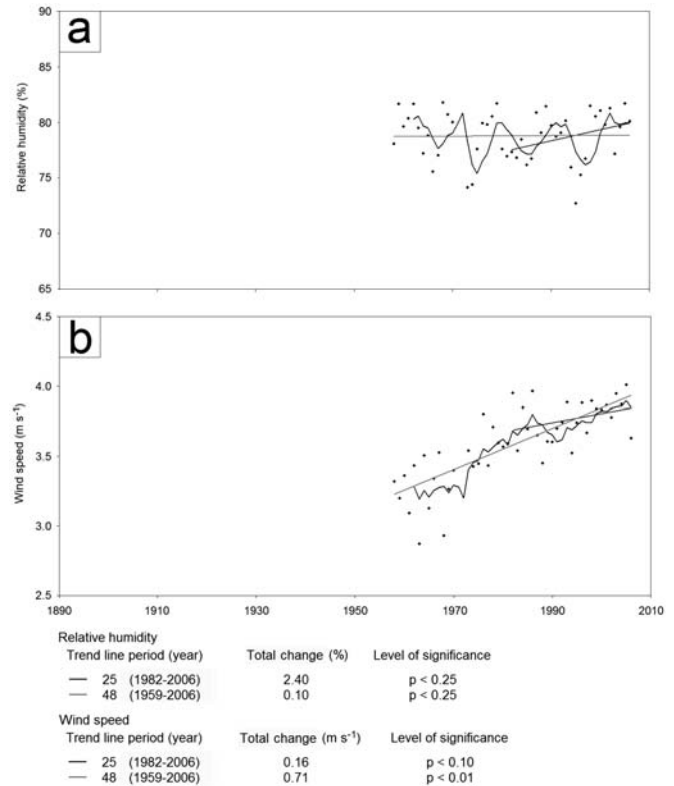 a
90
85
80
75
70
65
Relative humidity (%)
b
4.5
4.0
3.5
3.0
2.5
Wind speed (m s⁻¹)
1890 1910 1930 1950 1970 1990 2010
Relative humidity
Trend line period (year) Total change (%) Level of significance
25 (1982-2006) 2.40 p < 0.25
48 (1959-2006) 0.10 p < 0.25
Wind speed
Trend line period (year) Total change (m s⁻¹) Level of significance
25 (1982-2006) 0.16 p < 0.10
48 (1959-2006) 0.71 p < 0.01